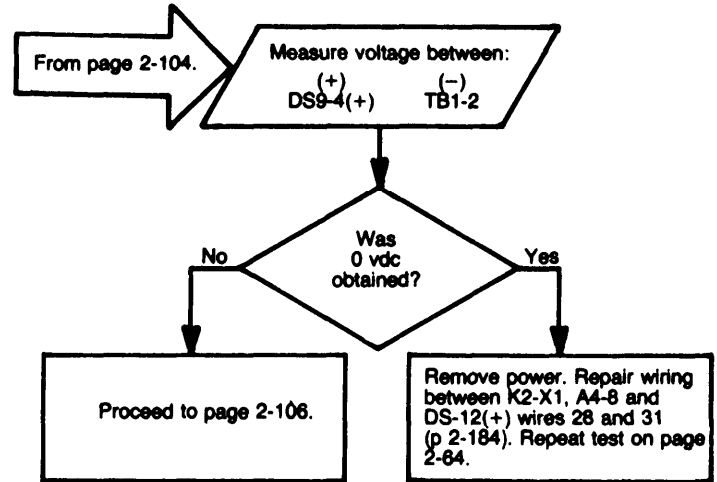 From page 2-104.
Measure voltage between:
(+) (-)
DS9-4(+) TB1-2
Was
0 vdc
obtained?
No
Yes
Proceed to page 2-106.
Remove power. Repair wiring
between K2-X1, A4-8 and
DS-12(+) wires 28 and 31
(p 2-184). Repeat test on page
2-64.